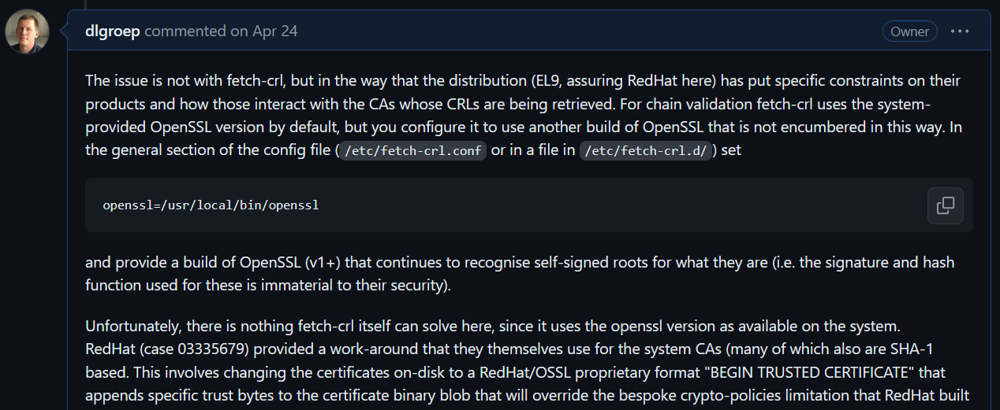 dlgroep commented on Apr 24
Owner
The issue is not with fetch-crl, but in the way that the distribution (EL9, assuring RedHat here) has put specific constraints on their
products and how those interact with the CAs whose CRLs are being retrieved. For chain validation fetch-crl uses the system-
provided OpenSSL version by default, but you configure it to use another build of OpenSSL that is not encumbered in this way. In
the general section of the config file ( /etc/fetch-crl.conf or in a file in /etc/fetch-crl.d/ ) set
openssl=/usr/local/bin/openssl
and provide a build of OpenSSL (v1+) that continues to recognise self-signed roots for what they are (i.e. the signature and hash
function used for these is immaterial to their security).
Unfortunately, there is nothing fetch-crl itself can solve here, since it uses the openssl version as available on the system.
RedHat (case 03335679) provided a work-around that they themselves use for the system CAs (many of which also are SHA-1
based. This involves changing the certificates on-disk to a RedHat/OSSL proprietary format "BEGIN TRUSTED CERTIFICATE" that
appends specific trust bytes to the certificate binary blob that will override the bespoke crypto-policies limitation that RedHat built